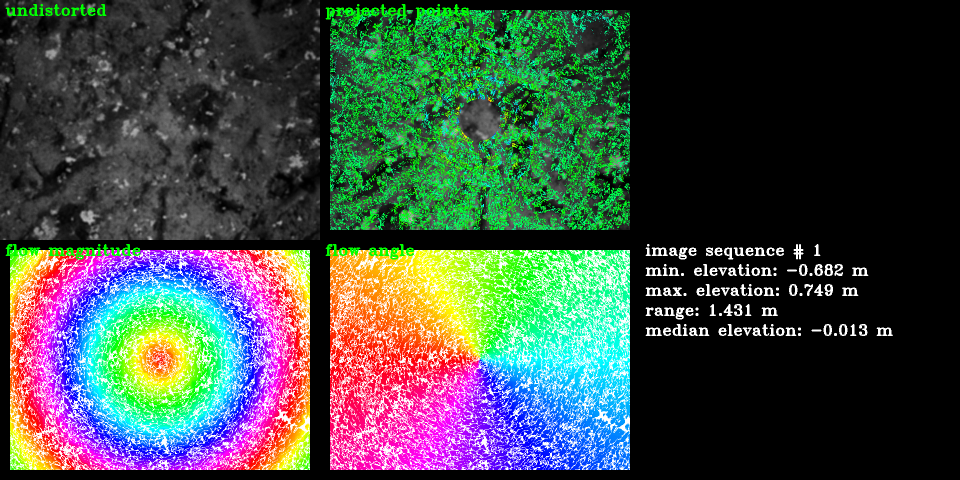 undistorted
projected points
flow magnitude
flow angle
image sequence # 1
min. elevation: −0.682 m
max. elevation: 0.749 m
range: 1.431 m
median elevation: −0.013 m